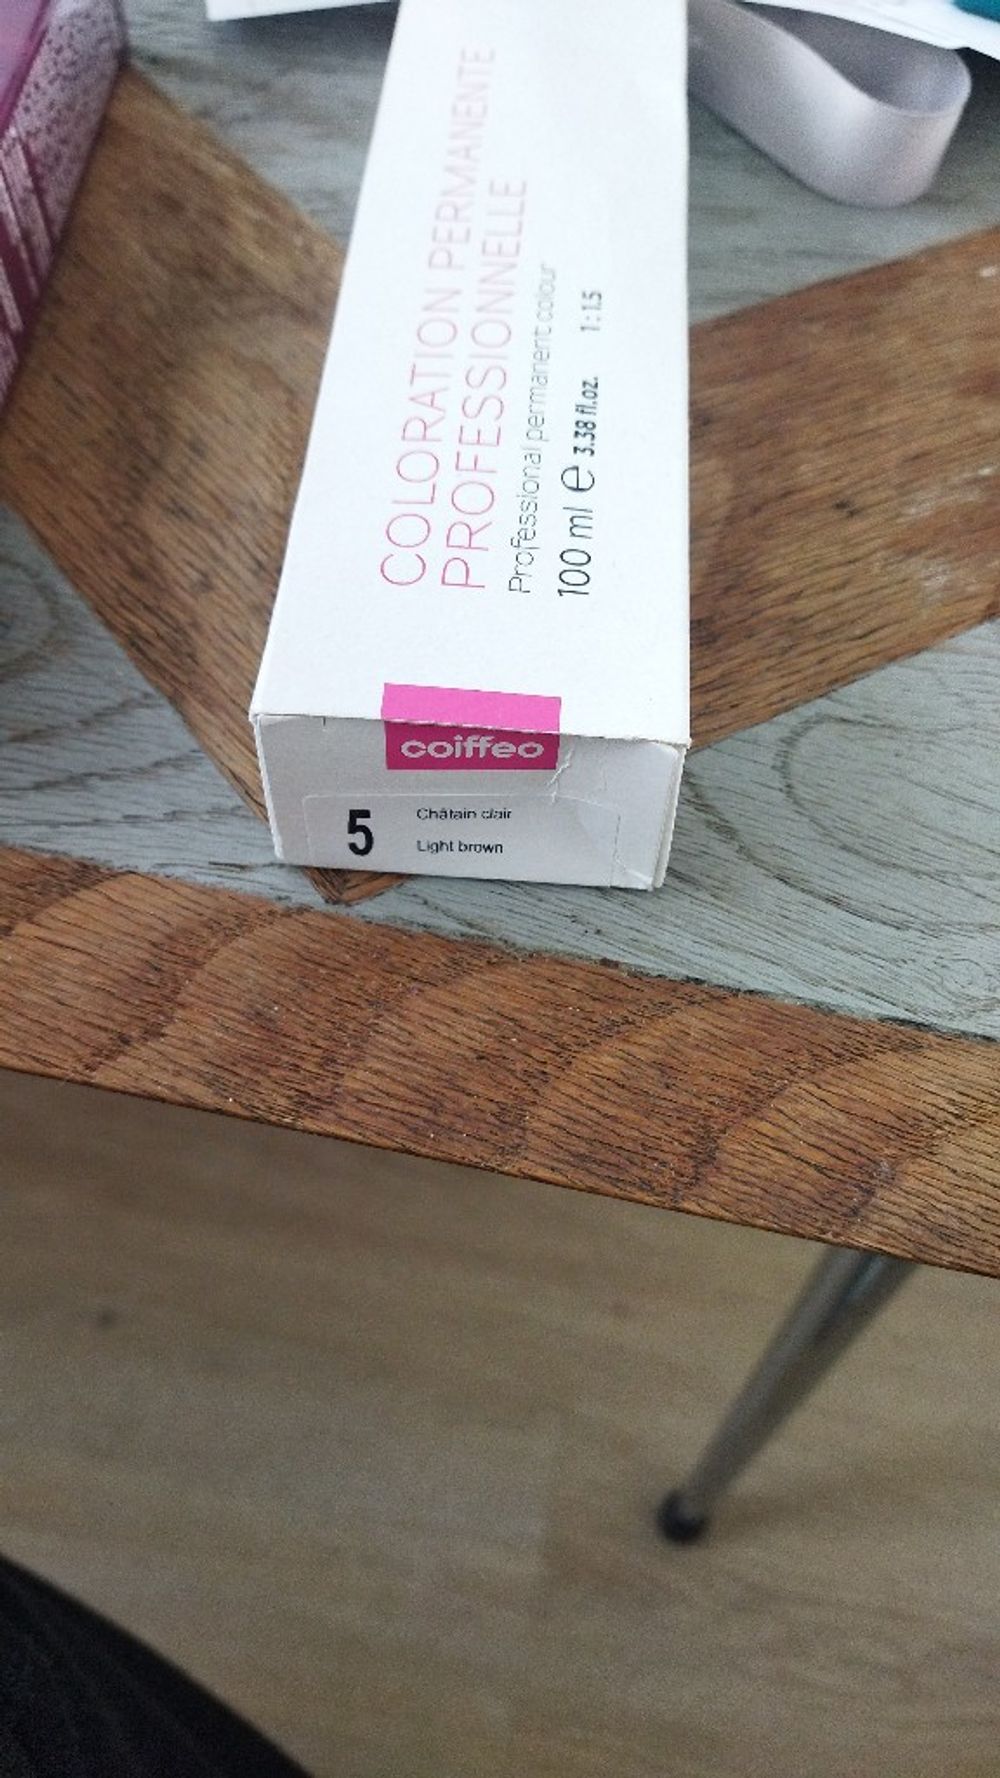 COLORATION PERMANENTE
PROFESSIONNELLE
Professional permanent colour
100 ml e 3.38 fl.oz. 1:1.5
coiffeo
5
Châtain clair
Light brown